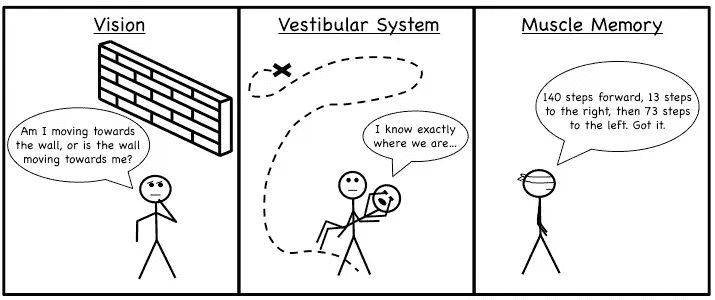 Vision
Am I moving towards
the wall, or is the wall
moving towards me?
Vestibular System
I know exactly
where we are...
Muscle Memory
140 steps forward, 13 steps
to the right, then 73 steps
to the left. Got it.